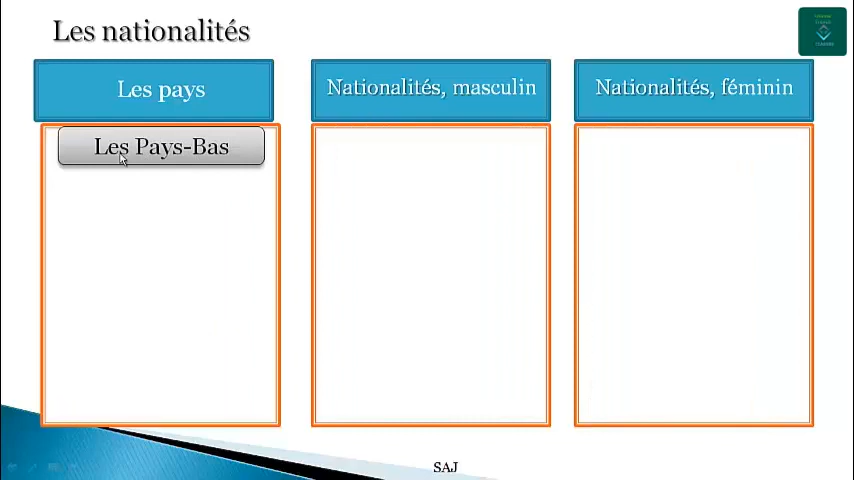 Les nationalités
Les pays
Nationalités, masculin
Nationalités, féminin
Les Pays-Bas
SAJ